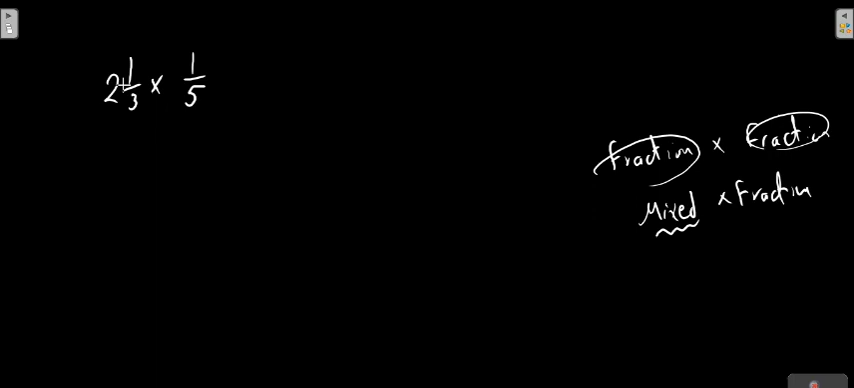 2 1/3 × 1/5
Fraction × Fraction
Mixed × Fraction